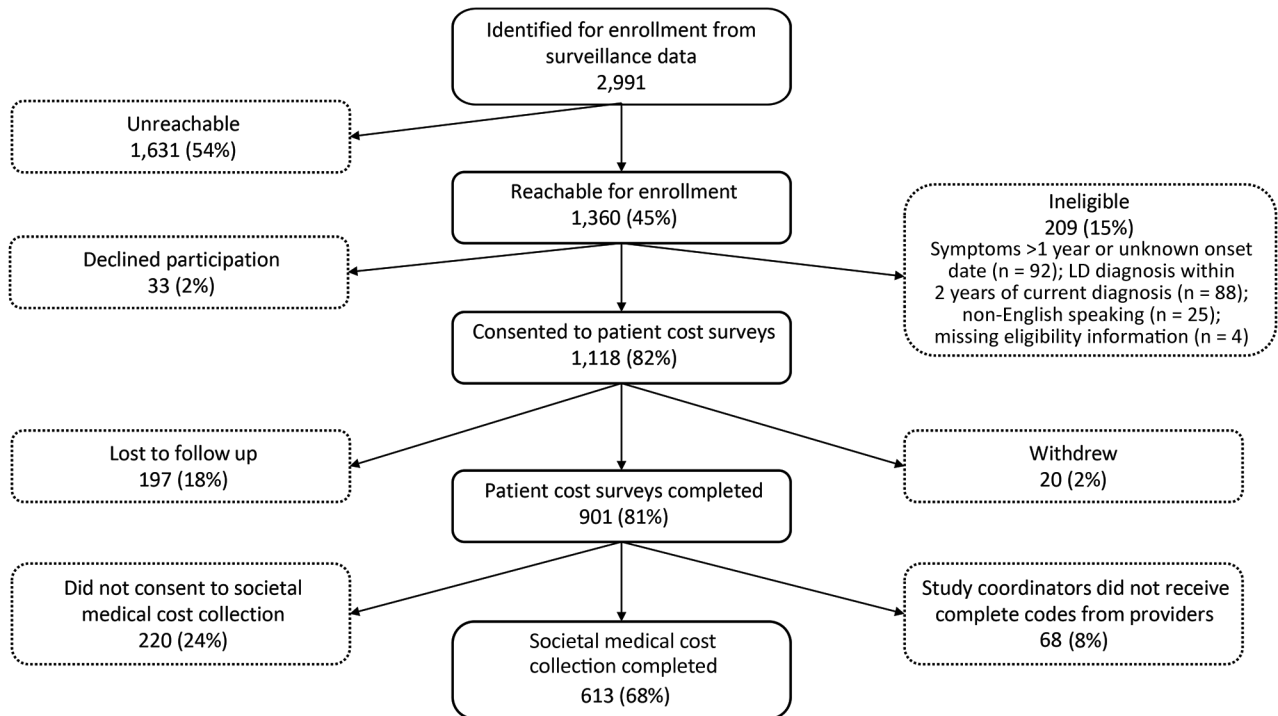 Identified for enrollment from
surveillance data
2,991
Unreachable
1,631 (54%)
Reachable for enrollment
1,360 (45%)
Ineligible
209 (15%)
Symptoms >1 year or unknown onset
date (n = 92); LD diagnosis within
2 years of current diagnosis (n = 88);
non-English speaking (n = 25);
missing eligibility information (n = 4)
Declined participation
33 (2%)
Consented to patient cost surveys
1,118 (82%)
Lost to follow up
197 (18%)
Withdrew
20 (2%)
Patient cost surveys completed
901 (81%)
Did not consent to societal
medical cost collection
220 (24%)
Study coordinators did not receive
complete codes from providers
68 (8%)
Societal medical cost
collection completed
613 (68%)